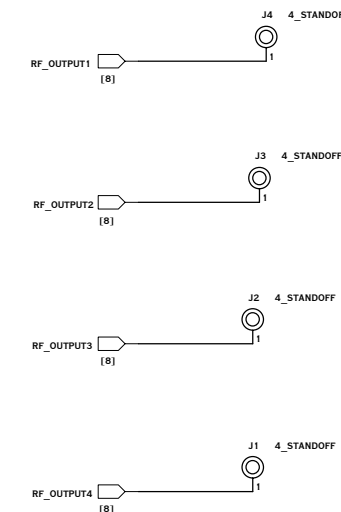 J4 4_STANDOF
1
RF_OUTPUT1
[8]
J3 4_STANDOFF
1
RF_OUTPUT2
[8]
J2 4_STANDOFF
1
RF_OUTPUT3
[8]
J1 4_STANDOFF
1
RF_OUTPUT4
[8]